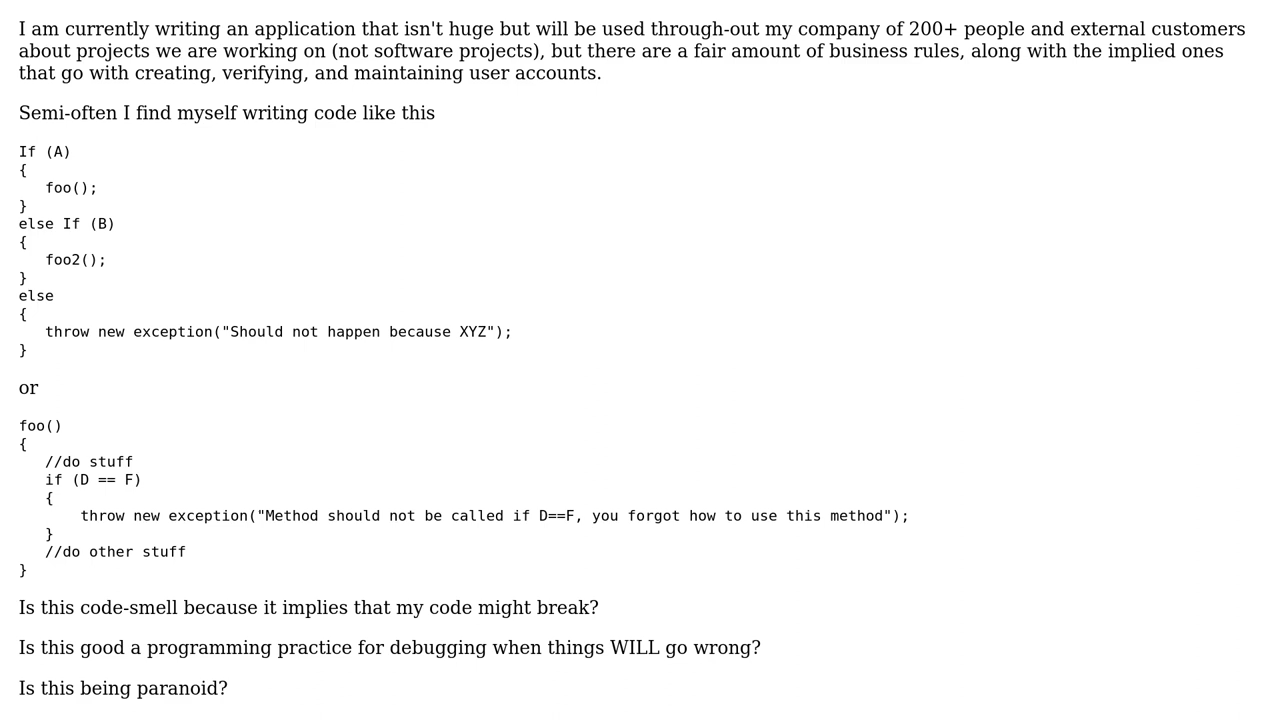 I am currently writing an application that isn't huge but will be used through-out my company of 200+ people and external customers
about projects we are working on (not software projects), but there are a fair amount of business rules, along with the implied ones
that go with creating, verifying, and maintaining user accounts.
Semi-often I find myself writing code like this
If (A)
{
   foo();
}
else If (B)
{
   foo2();
}
else
{
   throw new exception("Should not happen because XYZ");
}
or
foo()
{
   //do stuff
   if (D == F)
   {
       throw new exception("Method should not be called if D==F, you forgot how to use this method");
   }
   //do other stuff
}
Is this code-smell because it implies that my code might break?
Is this good a programming practice for debugging when things WILL go wrong?
Is this being paranoid?